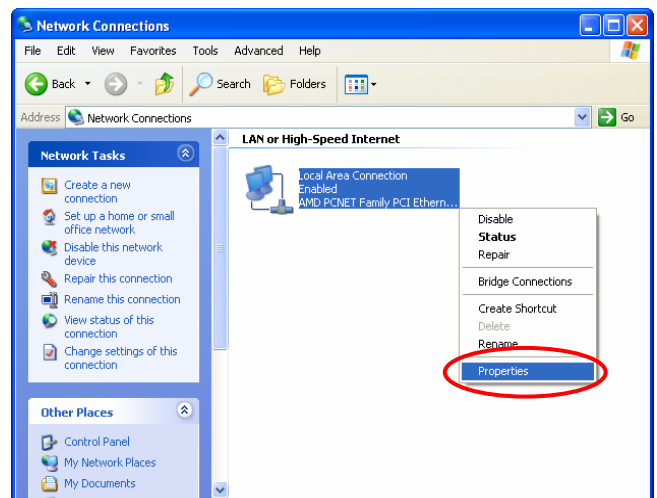 Network Connections
File Edit View Favorites Tools Advanced Help
Back Search Folders
Address Network Connections Go
Network Tasks
Create a new
connection
Set up a home or small
office network
Disable this network
device
Repair this connection
Rename this connection
View status of this
connection
Change settings of this
connection
Other Places
Control Panel
My Network Places
My Documents
LAN or High-Speed Internet
Local Area Connection
Enabled
AMD PCNET Family PCI Ethern...
Disable
Status
Repair
Bridge Connections
Create Shortcut
Delete
Rename
Properties